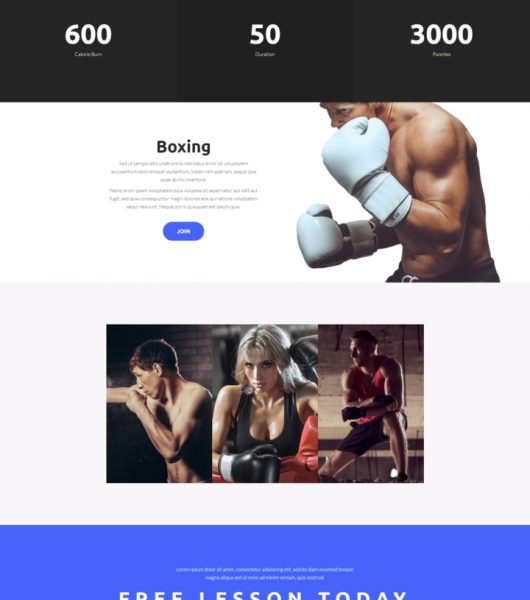 600
50
3000
Caloris Burn
Duration
Punches
Boxing
Sed ut perspiciatis unde omnis iste natus error sit voluptatem
accusantium doloremque laudantium, totam rem aperiam, eaque ipsa
quae ab illo inventore.
Nemo enim ipsam voluptatem quia voluptas sit aspernatur aut odit aut
fugit, sed quia consequuntur magni dolores eos qui ratione voluptatem
sequi nesciunt. Neque porro quisquam est ipsum quia.
JOIN
Lorem ipsum dolor sit amet, consectetur adipiscing elit, sed do eiusmod tempor
magna aliqua sed ut enim ad minim veniam, quis nostrud.
FREE LESSON TODAY